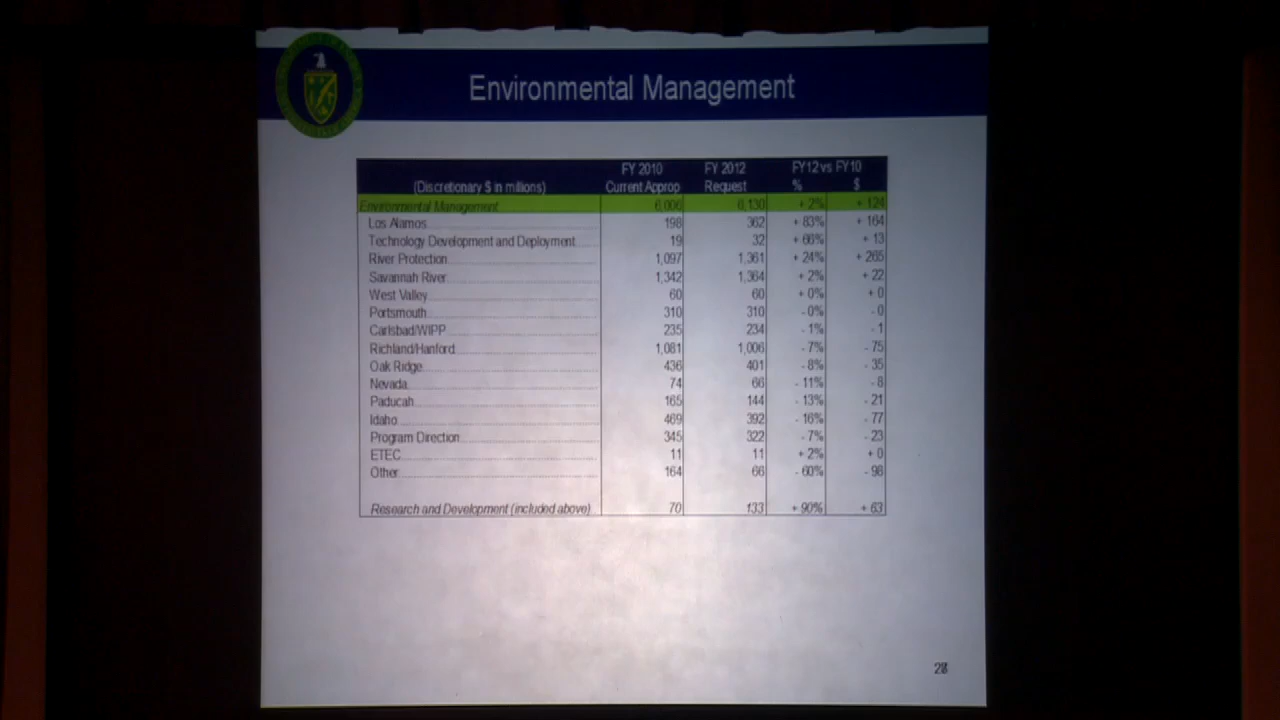 Environmental Management
FY 2010 FY 2012 FY12 vs FY10
(Discretionary $ in millions) Current Approp Request % $
Environmental Management 6,006 6,130 + 2% + 124
Los Alamos 198 362 + 83% + 164
Technology Development and Deployment 19 32 + 66% + 13
River Protection 1,097 1,361 + 24% + 265
Savannah River 1,342 1,364 + 2% + 22
West Valley 60 60 + 0% + 0
Portsmouth 310 310 - 0% - 0
Carlsbad/WIPP 235 234 - 1% - 1
Richland/Hanford 1,081 1,006 - 7% - 75
Oak Ridge 436 401 - 8% - 35
Nevada 74 66 - 11% - 8
Paducah 165 144 - 13% - 21
Idaho 469 392 - 16% - 77
Program Direction 345 322 - 7% - 23
ETEC 11 11 + 2% + 0
Other 164 66 - 60% - 98
Research and Development (included above) 70 133 + 90% + 63